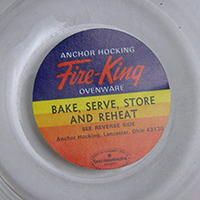 ANCHOR HOCKING
Fire-King
OVENWARE
BAKE, SERVE, STORE
AND REHEAT
SEE REVERSE SIDE
Anchor Hocking, Lancaster, Ohio 43130